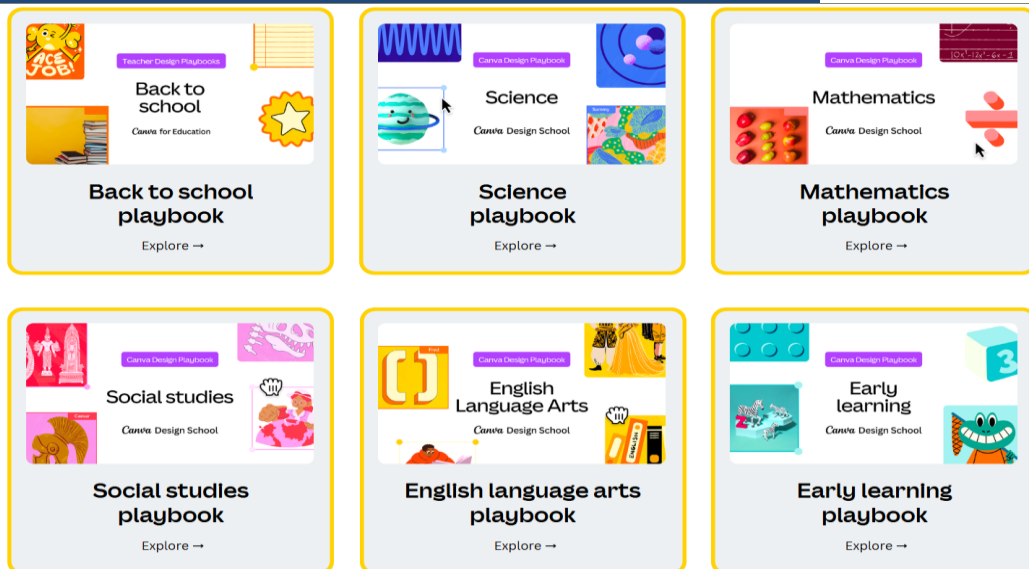 ACE
JOB!
Teacher Design Playbooks
Back to
school
Canva for Education
Back to school
playbook
Explore →
Canva Design Playbook
Science
Canva Design School
Science
playbook
Explore →
10x³-12x²-6x-3
Canva Design Playbook
Mathematics
Canva Design School
Mathematics
playbook
Explore →
Canva Design Playbook
Social studies
Canva Design School
Social studies
playbook
Explore →
Canva Design Playbook
English
Language Arts
Canva Design School
ENGLISH
English language arts
playbook
Explore →
3
Canva Design Playbook
Early
learning
Z
Canva Design School
Early learning
playbook
Explore →